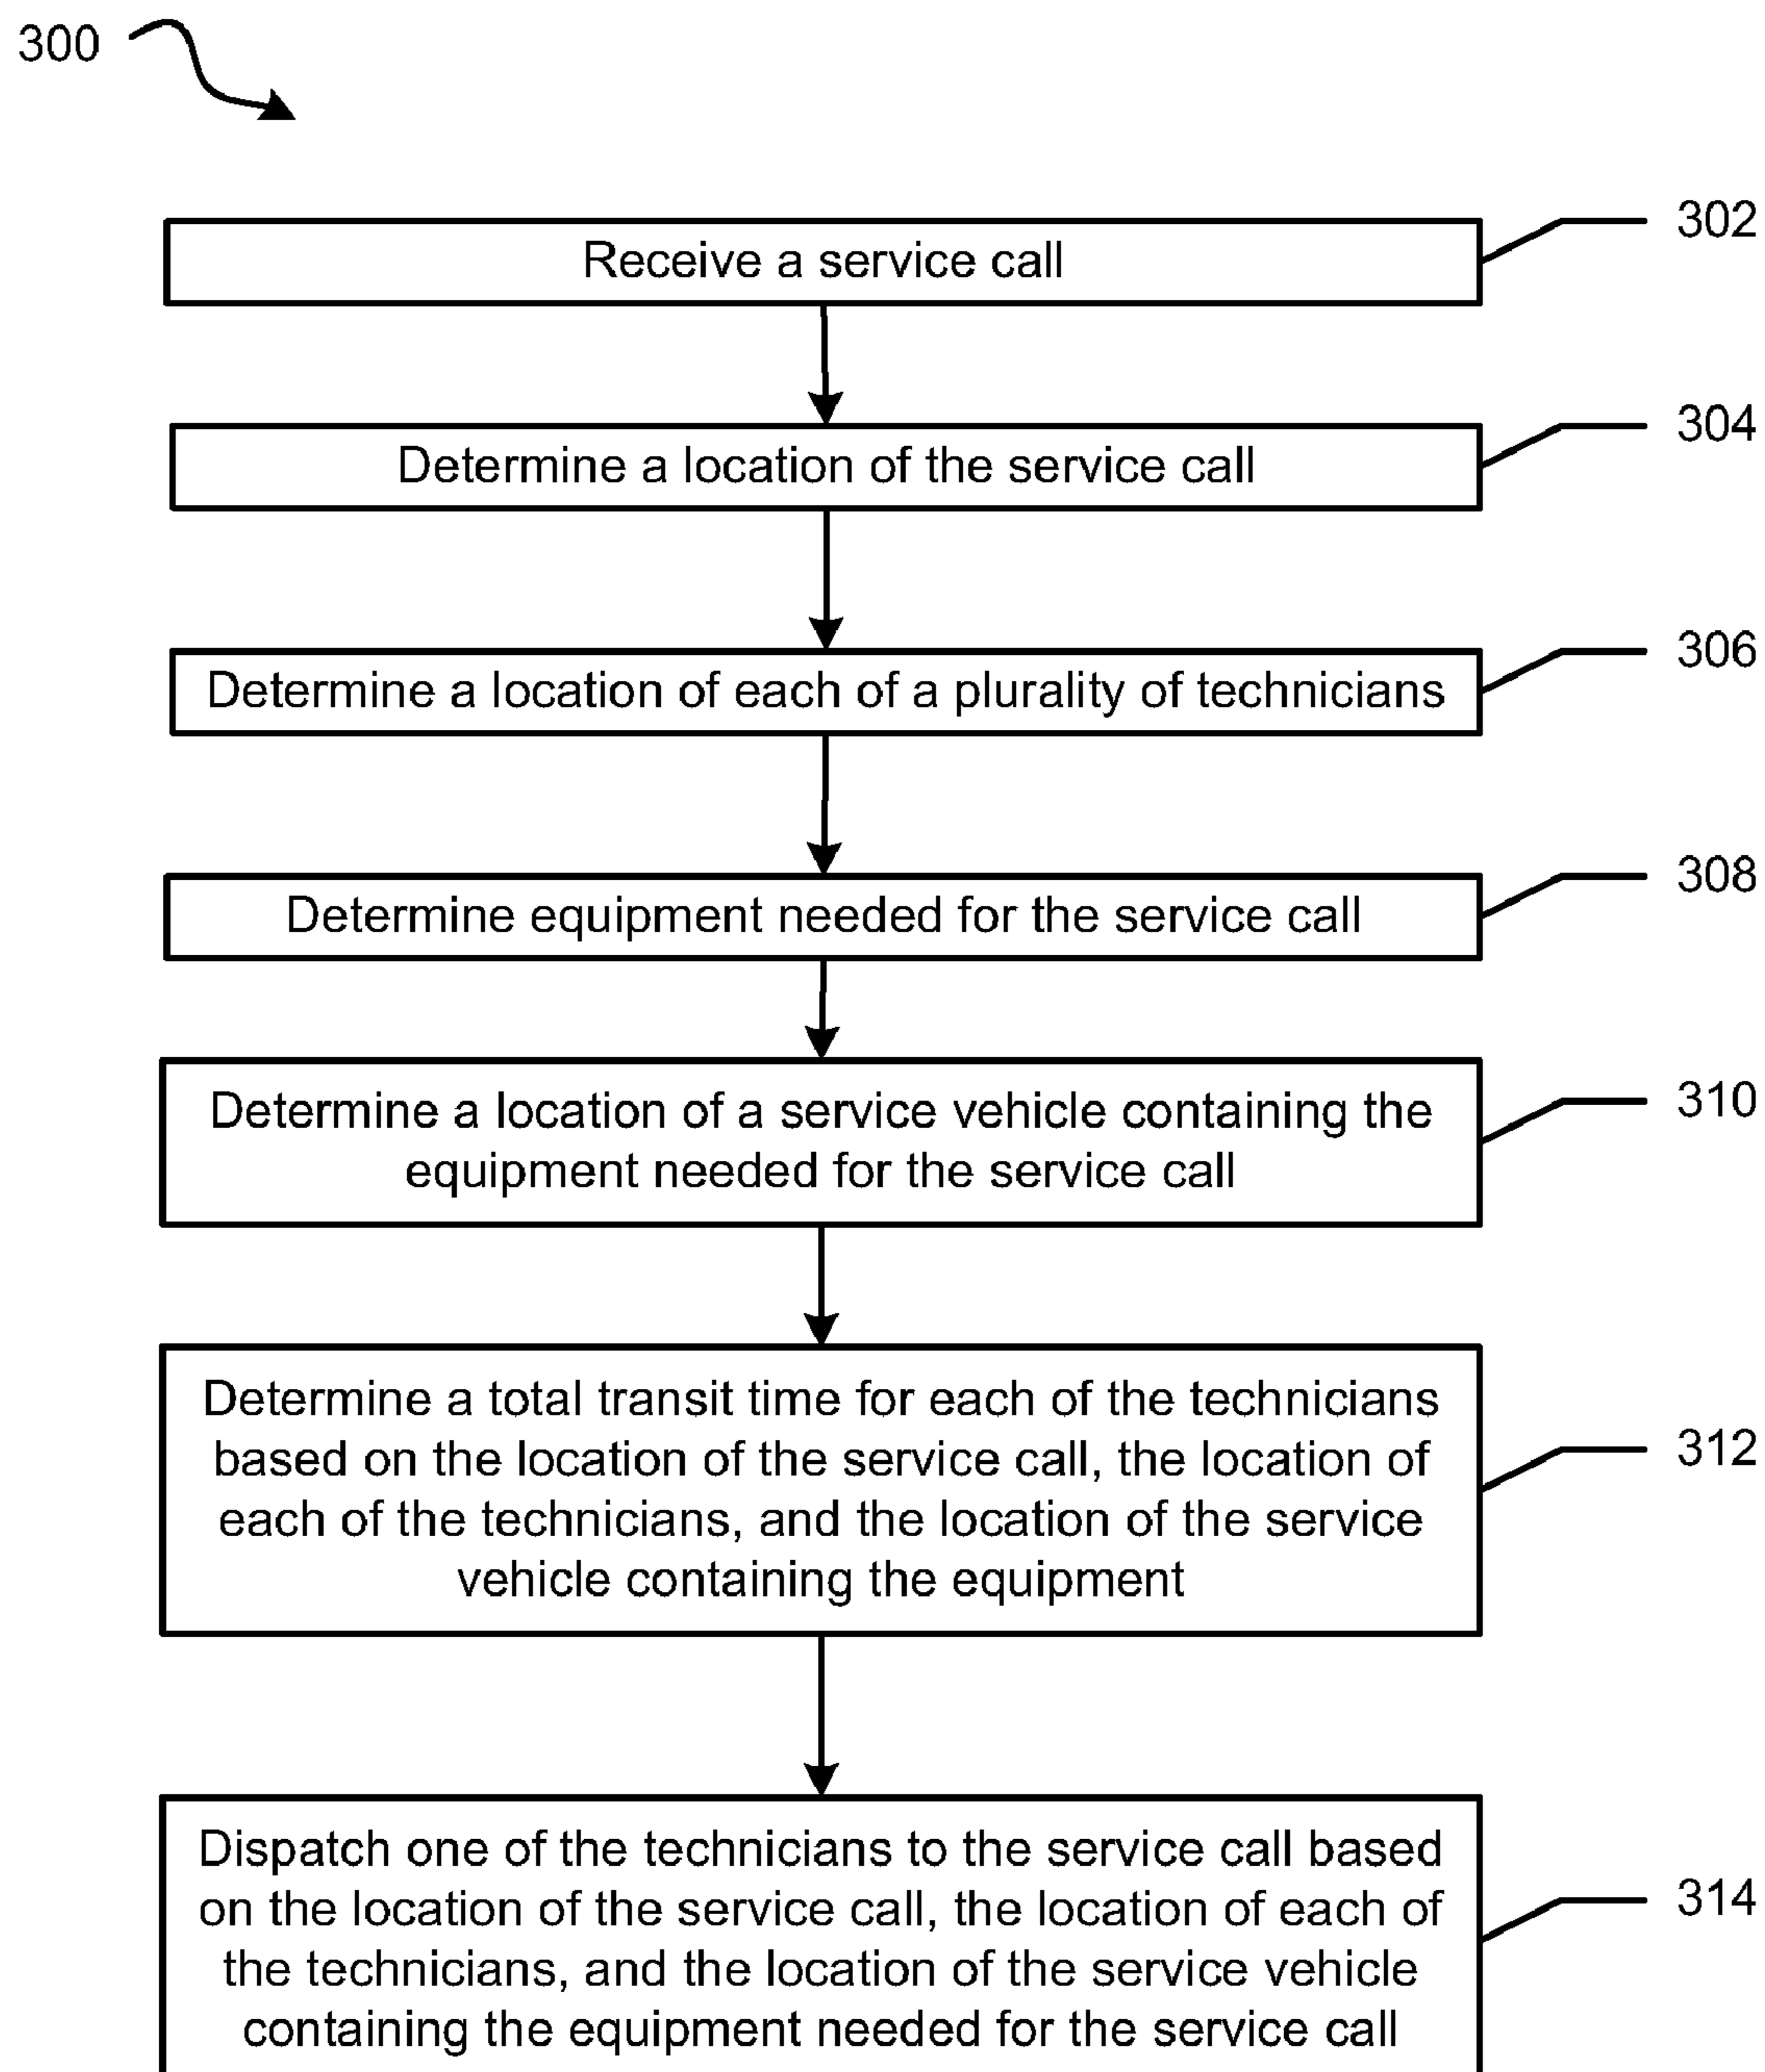 300
302
Receive a service call
304
Determine a location of the service call
306
Determine a location of each of a plurality of technicians
308
Determine equipment needed for the service call
310
Determine a location of a service vehicle containing the
equipment needed for the service call
312
Determine a total transit time for each of the technicians
based on the location of the service call, the location of
each of the technicians, and the location of the service
vehicle containing the equipment
314
Dispatch one of the technicians to the service call based
on the location of the service call, the location of each of
the technicians, and the location of the service vehicle
containing the equipment needed for the service call